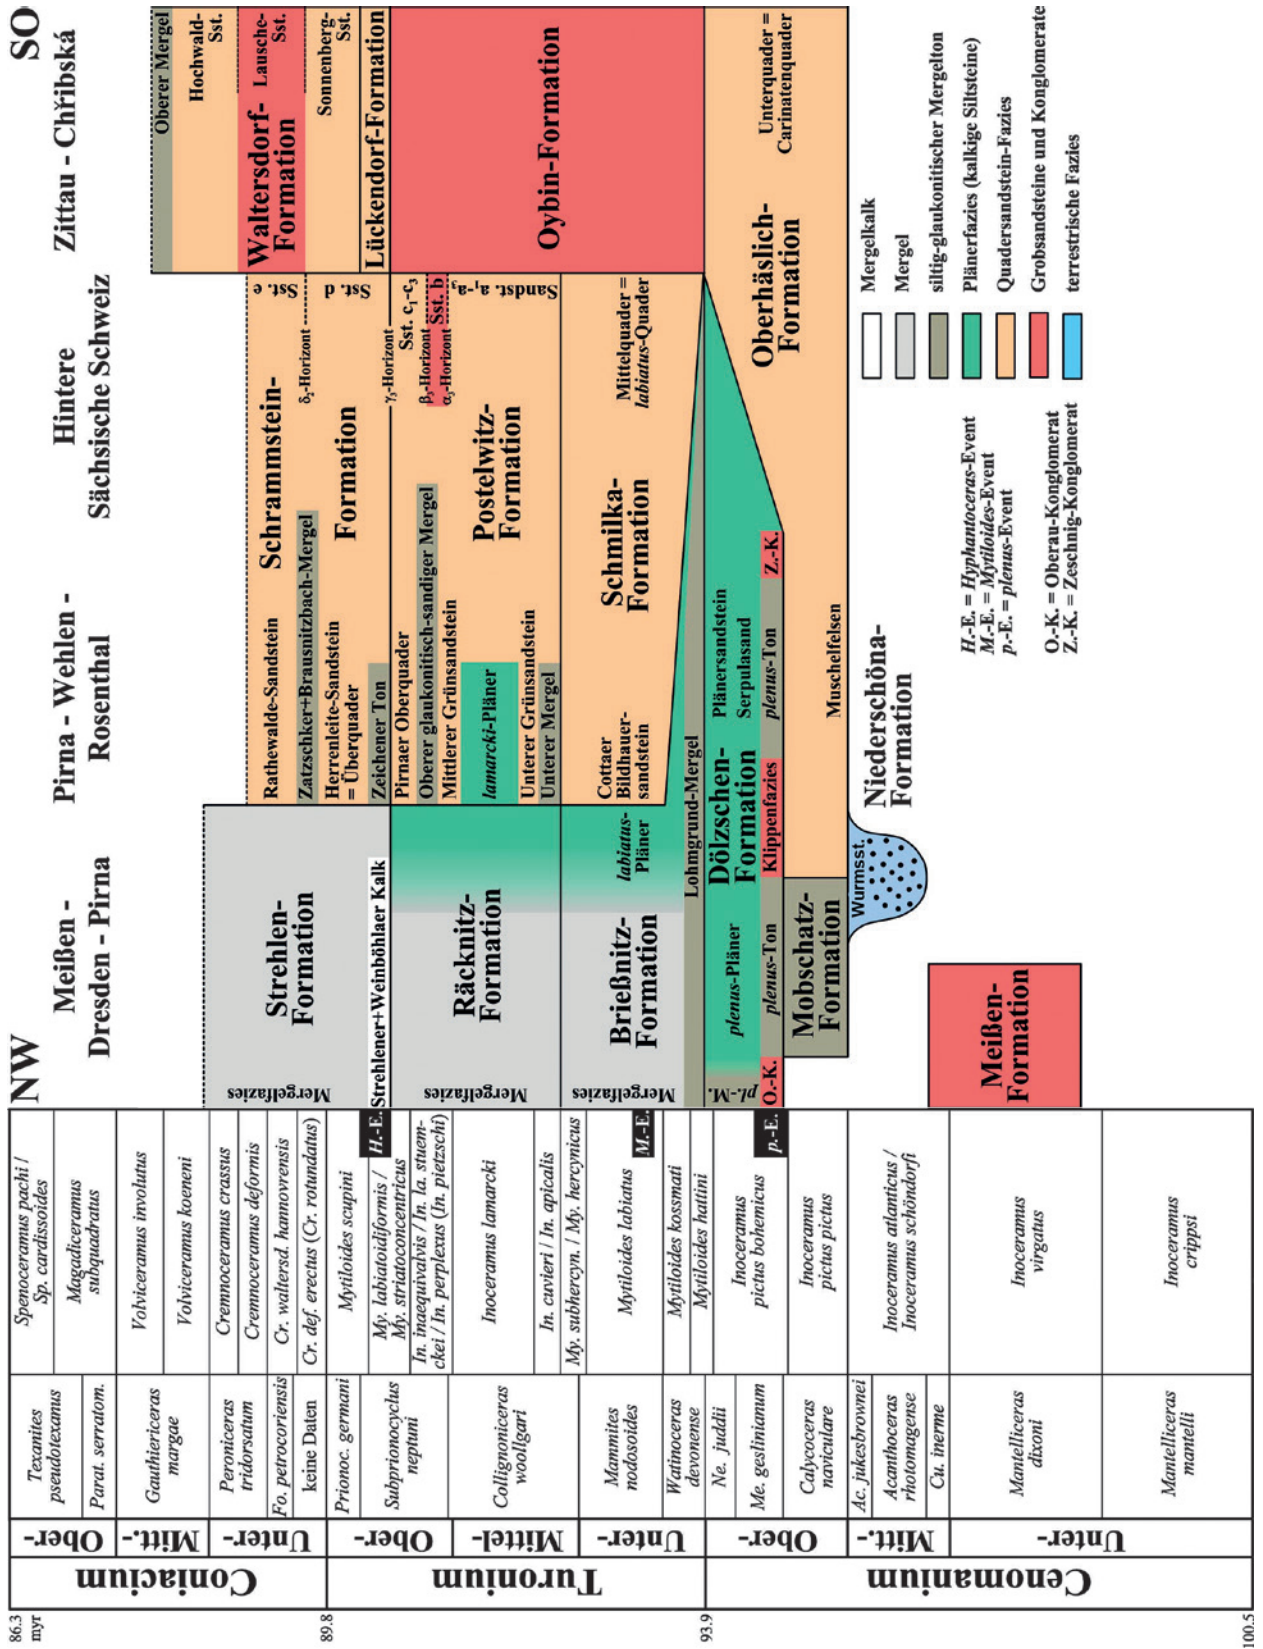 NW
SO
Meißen -
Dresden - Pirna
Pirna - Wehlen -
Rosenthal
Hintere
Sächsische Schweiz
Zittau - Chřibská
86.3
myr
89.8
93.9
100.5
Coniacium
Ober-
Mitt.-
Unter-
Turonium
Ober-
Mittel-
Unter-
Cenomanium
Ober-
Mitt.-
Unter-
Texanites
pseudotexanus
Parat. serratom.
Gauthiericeras
margae
Peroniceras
tridorsatum
Fo. petrocoriensis
keine Daten
Prionoc. germani
Subprionocyclus
neptuni
Collignoniceras
woollgari
Mammites
nodosoides
Watinoceras
devonense
Ne. juddii
Me. geslinianum
Calycoceras
naviculare
Ac. jukesbrownei
Acanthoceras
rhotomagense
Cu. inerme
Mantelliceras
dixoni
Mantelliceras
mantelli
Spenoceramus pachi /
Sp. cardissoides
Magadiceramus
subquadratus
Volviceramus involutus
Volviceramus koeneni
Cremnoceramus crassus
Cremnoceramus deformis
Cr. waltersd. hannovrensis
Cr. def. erectus (Cr. rotundatus)
Mytiloides scupini
My. labiatoidiformis /
My. striatoconcentricus
In. inaequivalvis / In. la. stuem-
ckei / In. perplexus (In. pietzschi)
Inoceramus lamarcki
In. cuvieri / In. apicalis
My. subhercyn. / My. hercynicus
Mytiloides labiatus
Mytiloides kossmati
Mytiloides hattini
Inoceramus
pictus bohemicus
Inoceramus
pictus pictus
Inoceramus atlanticus /
Inoceramus schöndorfi
Inoceramus
virgatus
Inoceramus
crippsi
H.-E.
M.-E.
p.-E.
Mergelfazies
Strehlen-
Formation
Strehlener+Weinböhlaer Kalk
Mergelfazies
Räcknitz-
Formation
Mergelfazies
Brießnitz-
Formation
labiatus-
Pläner
Lohmgrund-Mergel
pl.-M.
plenus-Pläner
Dölzschen-
Formation
Plänersandstein
Serpulasand
O.-K.
plenus-Ton
Klippenfazies
plenus-Ton
Z.-K.
Mobschatz-
Formation
Muschelfelsen
Wurmsst.
Niederschöna-
Formation
Meißen-
Formation
Rathewalde-Sandstein
Schrammstein-
Formation
Sst. e
Zatzschker+Brausnitzbach-Mergel
δ2-Horizont
Herrenleite-Sandstein
= Überquader
Sst. d
Zeichener Ton
γ3-Horizont
Pirnaer Oberquader
Sst. c1-c3
Oberer glaukonitisch-sandiger Mergel
β3-Horizont
Sst. b
Mittlerer Grünsandstein
α3-Horizont
Postelwitz-
Formation
lamarcki-Pläner
Sandst. a1-a3
Unterer Grünsandstein
Unterer Mergel
Cottaer
Bildhauer-
sandstein
Schmilka-
Formation
Mittelquader =
labiatus-Quader
Oberhäslich-
Formation
Unterquader =
Carinatenquader
Oberer Mergel
Hochwald-
Sst.
Waltersdorf-
Formation
Lausche-
Sst.
Sonnenberg-
Sst.
Lückendorf-Formation
Oybin-Formation
Mergelkalk
Mergel
siltig-glaukonitischer Mergelton
Plänerfazies (kalkige Siltsteine)
Quadersandstein-Fazies
Grobsandsteine und Konglomerate
terrestrische Fazies
H.-E. = Hyphantoceras-Event
M.-E. = Mytiloides-Event
p.-E. = plenus-Event
O.-K. = Oberau-Konglomerat
Z.-K. = Zeschnig-Konglomerat